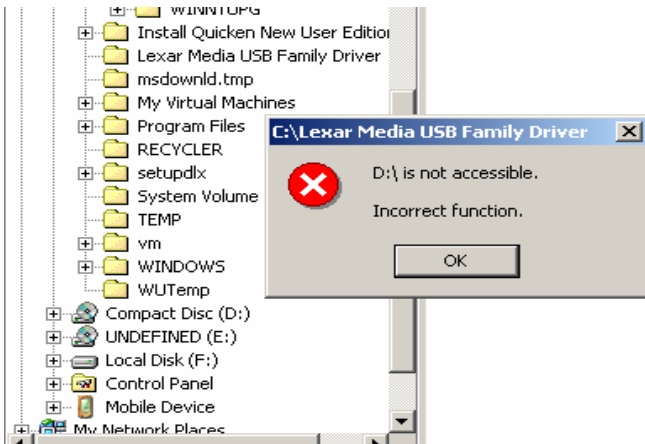 WINNTUPG
Install Quicken New User Edition
Lexar Media USB Family Driver
msdownld.tmp
My Virtual Machines
Program Files
RECYCLER
setupdlx
System Volume
TEMP
vm
WINDOWS
WUTemp
Compact Disc (D:)
UNDEFINED (E:)
Local Disk (F:)
Control Panel
Mobile Device
My Network Places
C:\Lexar Media USB Family Driver
D:\ is not accessible.
Incorrect function.
OK